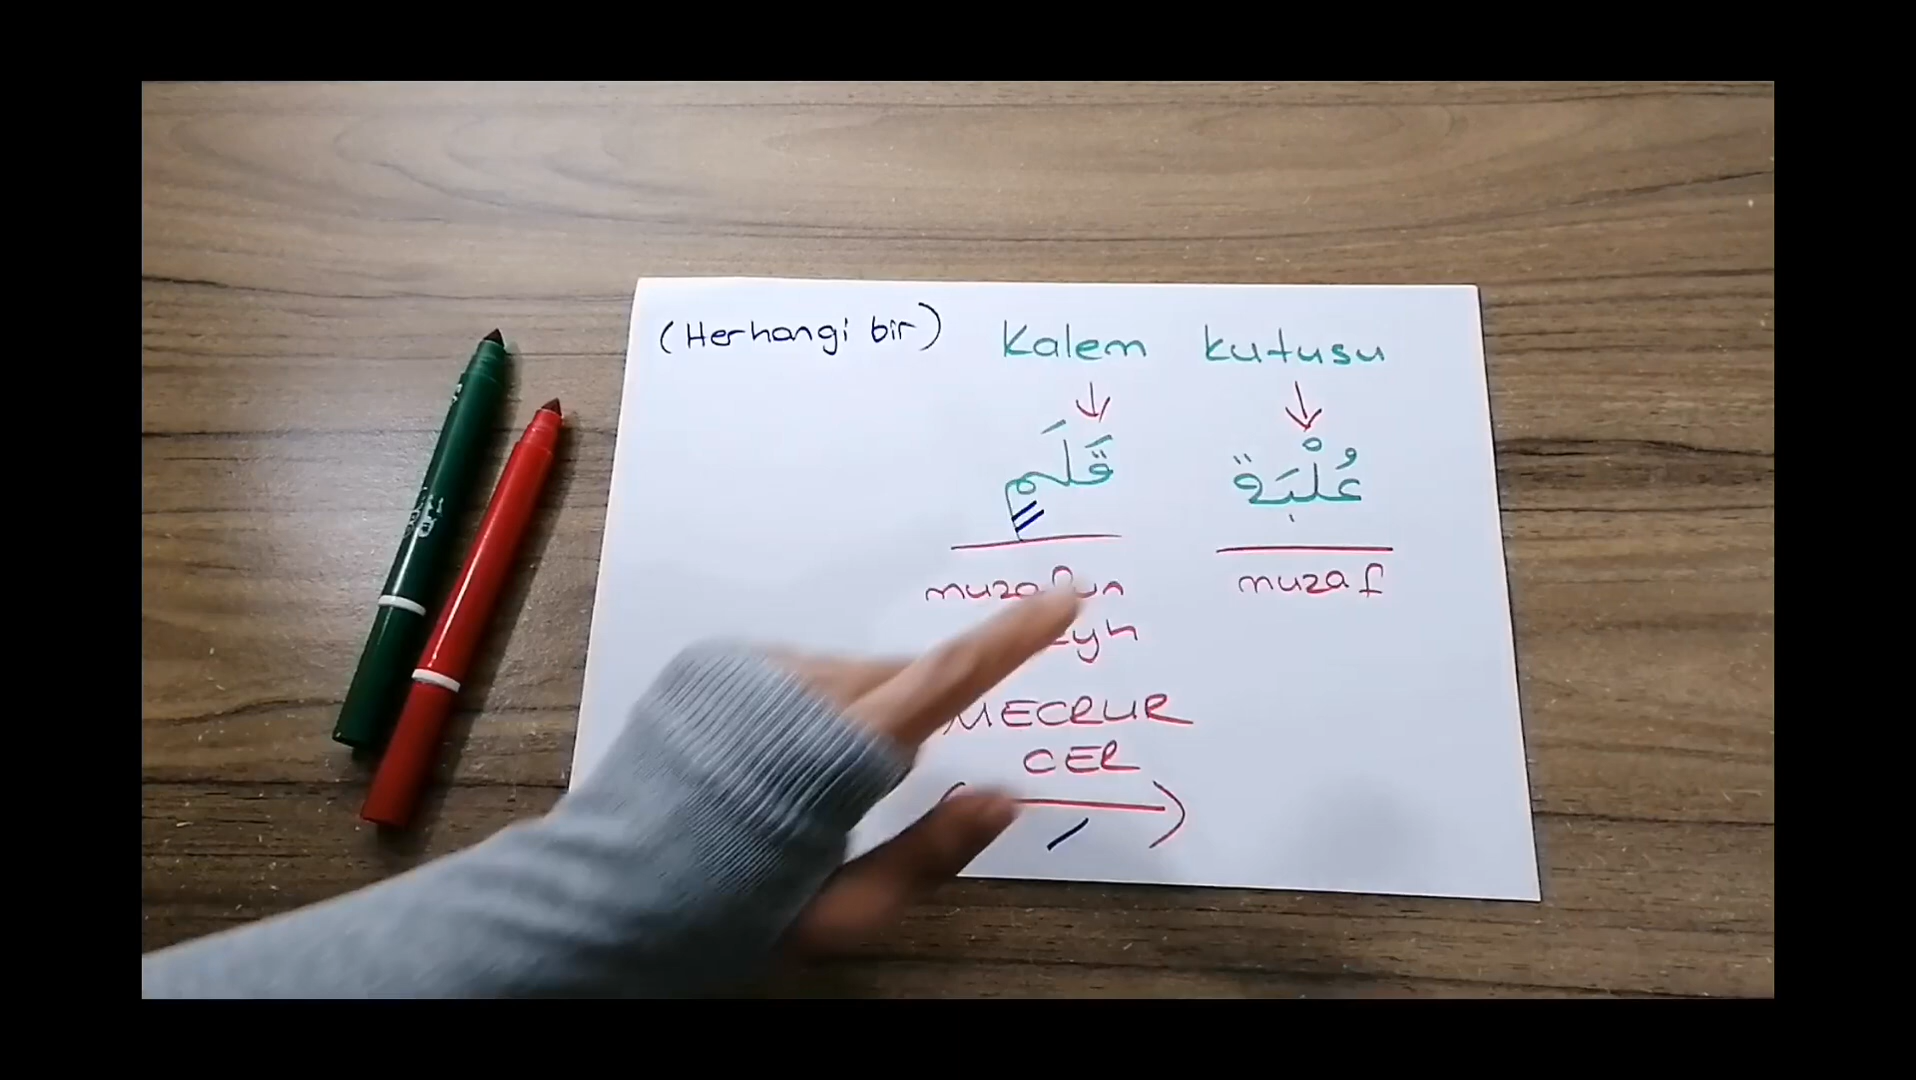 (Herhangi bir) Kalem kutusu
عُلْبَة قَلَمٍ
muzaf
MECRUR
CER